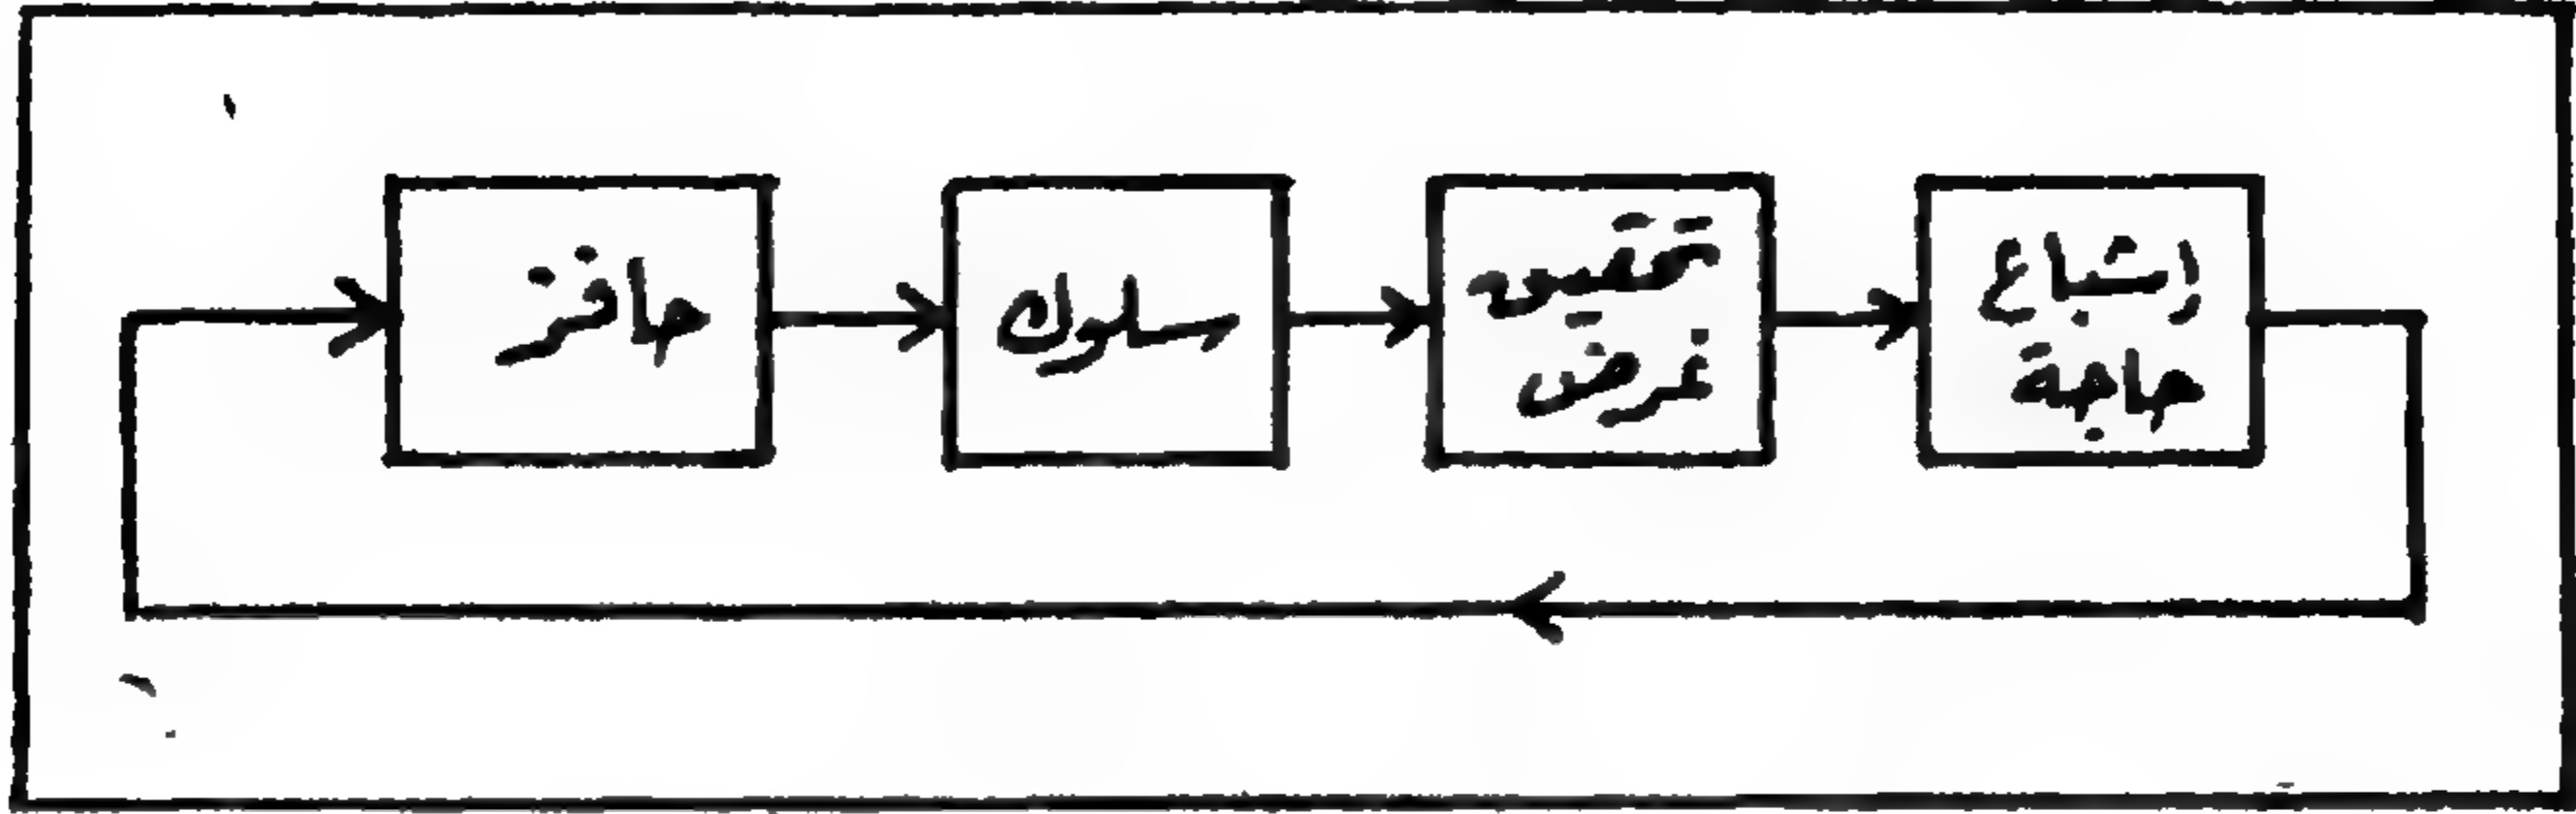 حافز
سلوك
تحقيق
غرض
إشباع
حاجة